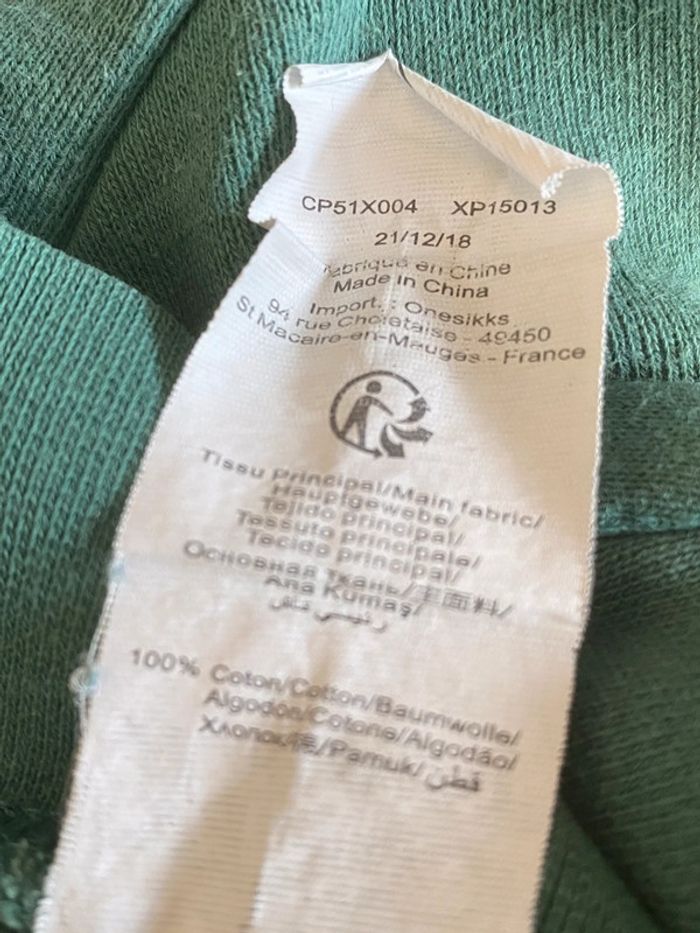 CP51X004 XP15013
21/12/18
Fabriqué en Chine
Made in China
Import. : Onesikks
94 rue Choletaise - 49450
St Macaire-en-Mauges - France
Tissu principal/Main fabric/
Hauptgewebe/
Tejido principal/
Tessuto principale/
Tecido principal/
Основная ткань/主面料/
Ana Kumaş/
رئيسي قماش
100% Coton/Cotton/Baumwolle/
Algodón/Cotone/Algodão/
Хлопок/棉/Pamuk/قطن